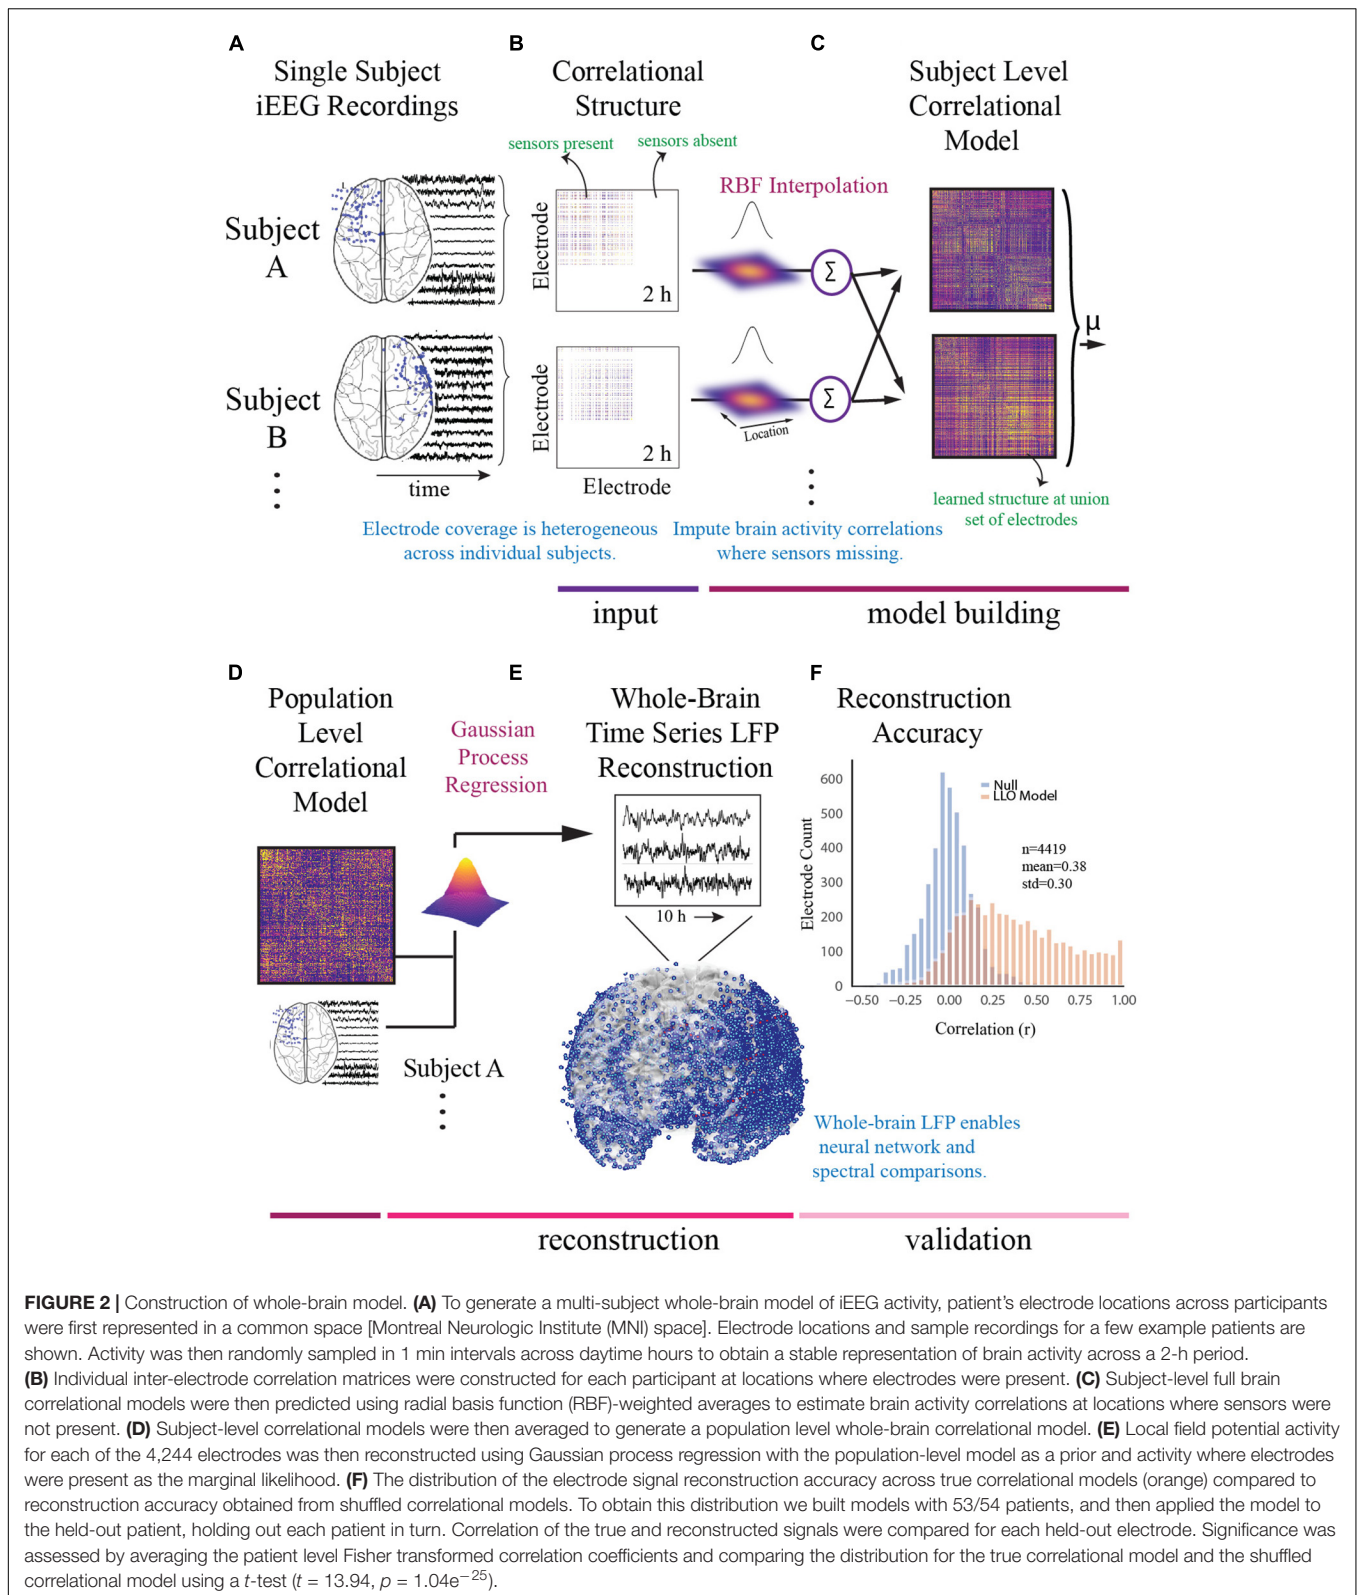 A
B
C
Single Subject
iEEG Recordings
Correlational
Structure
Subject Level
Correlational
Model
sensors present
sensors absent
RBF Interpolation
Subject
A
Electrode
2 h
Σ
μ
Subject
B
Electrode
2 h
Σ
Location
time
Electrode
learned structure at union
set of electrodes
Electrode coverage is heterogeneous
across individual subjects.
Impute brain activity correlations
where sensors missing.
input
model building
D
E
F
Population
Level
Correlational
Model
Gaussian
Process
Regression
Whole-Brain
Time Series LFP
Reconstruction
Reconstruction
Accuracy
10 h
Subject A
Electrode Count
600
500
400
300
200
100
0
Null
LLO Model
n=4419
mean=0.38
std=0.30
−0.50 −0.25 0.00 0.25 0.50 0.75 1.00
Correlation (r)
Whole-brain LFP enables
neural network and
spectral comparisons.
reconstruction
validation
FIGURE 2 | Construction of whole-brain model. (A) To generate a multi-subject whole-brain model of iEEG activity, patient's electrode locations across participants
were first represented in a common space [Montreal Neurologic Institute (MNI) space]. Electrode locations and sample recordings for a few example patients are
shown. Activity was then randomly sampled in 1 min intervals across daytime hours to obtain a stable representation of brain activity across a 2-h period.
(B) Individual inter-electrode correlation matrices were constructed for each participant at locations where electrodes were present. (C) Subject-level full brain
correlational models were then predicted using radial basis function (RBF)-weighted averages to estimate brain activity correlations at locations where sensors were
not present. (D) Subject-level correlational models were then averaged to generate a population level whole-brain correlational model. (E) Local field potential activity
for each of the 4,244 electrodes was then reconstructed using Gaussian process regression with the population-level model as a prior and activity where electrodes
were present as the marginal likelihood. (F) The distribution of the electrode signal reconstruction accuracy across true correlational models (orange) compared to
reconstruction accuracy obtained from shuffled correlational models. To obtain this distribution we built models with 53/54 patients, and then applied the model to
the held-out patient, holding out each patient in turn. Correlation of the true and reconstructed signals were compared for each held-out electrode. Significance was
assessed by averaging the patient level Fisher transformed correlation coefficients and comparing the distribution for the true correlational model and the shuffled
correlational model using a t-test (t = 13.94, p = 1.04e−25).